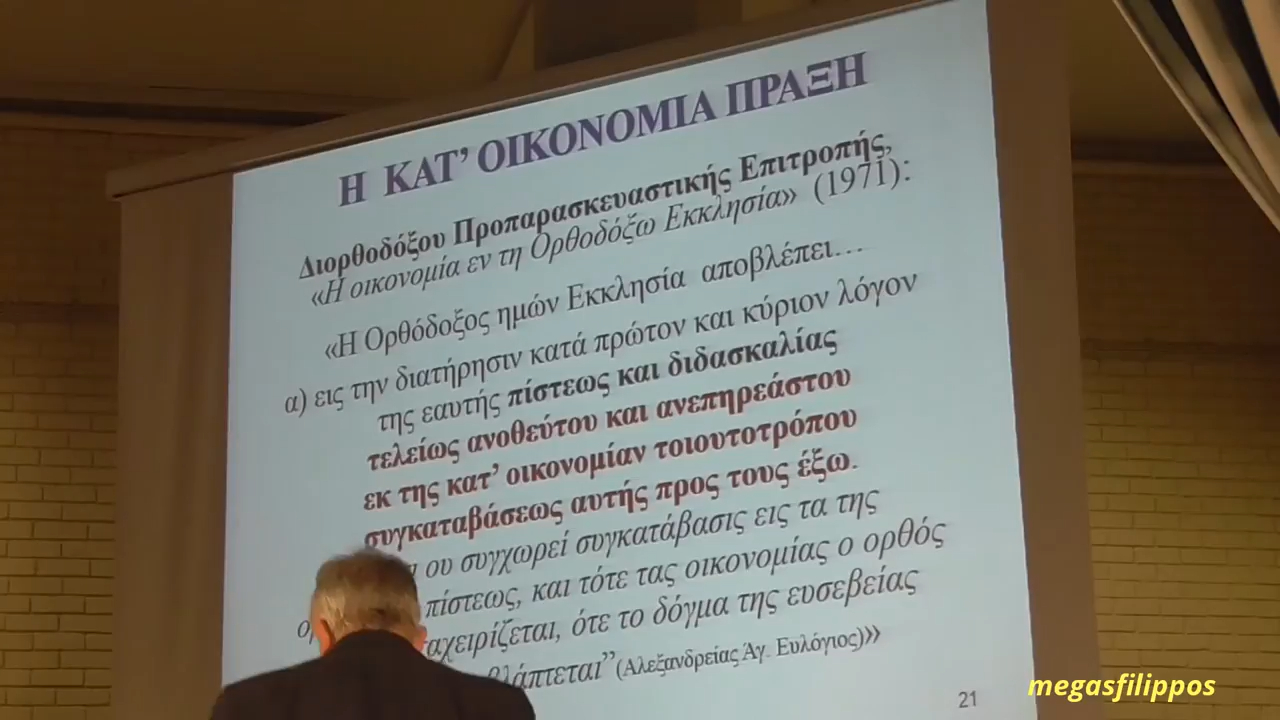 Η ΚΑΤ’ ΟΙΚΟΝΟΜΙΑ ΠΡΑΞΗ
Διορθοδόξου Προπαρασκευαστικής Επιτροπής,
«Η οικονομία εν τη Ορθοδόξω Εκκλησία» (1971):
«Η Ορθόδοξος ημών Εκκλησία αποβλέπει…
α) εις την διατήρησιν κατά πρώτον και κύριον λόγον
της εαυτής πίστεως και διδασκαλίας
τελείως ανοθεύτου και ανεπηρεάστου
εκ της κατ’ οικονομίαν τοιουτοτρόπου
συγκαταβάσεως αυτής προς τους έξω.
ου συγχωρεί συγκατάβασις εις τα της
πίστεως, και τότε τας οικονομίας ο ορθός
ότε το δόγμα της ευσεβείας
(Αλεξανδρείας Άγ. Ευλόγιος)»
21
megasfilippos